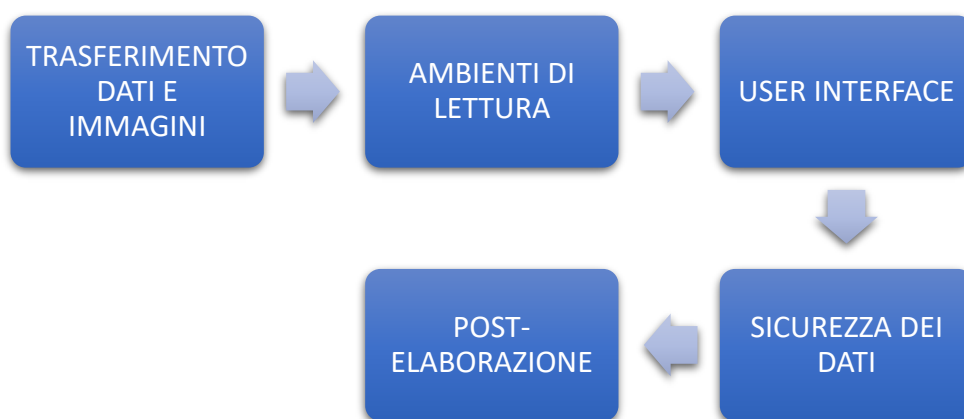 TRASFERIMENTO
DATI E
IMMAGINI
AMBIENTI DI
LETTURA
USER INTERFACE
SICUREZZA DEI
DATI
POST-
ELABORAZIONE